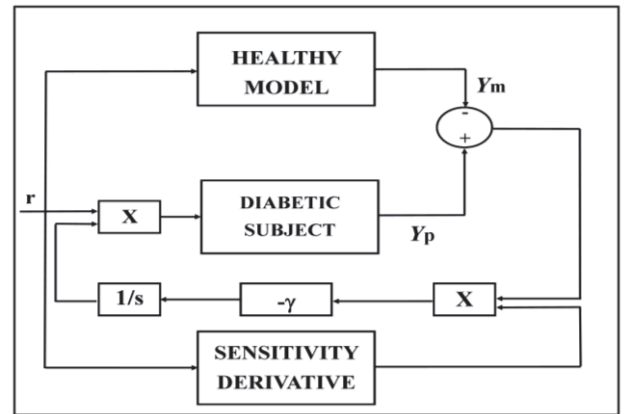 HEALTHY
MODEL
Ym
-
+
r
X
DIABETIC
SUBJECT
Yp
1/s
-γ
X
SENSITIVITY
DERIVATIVE